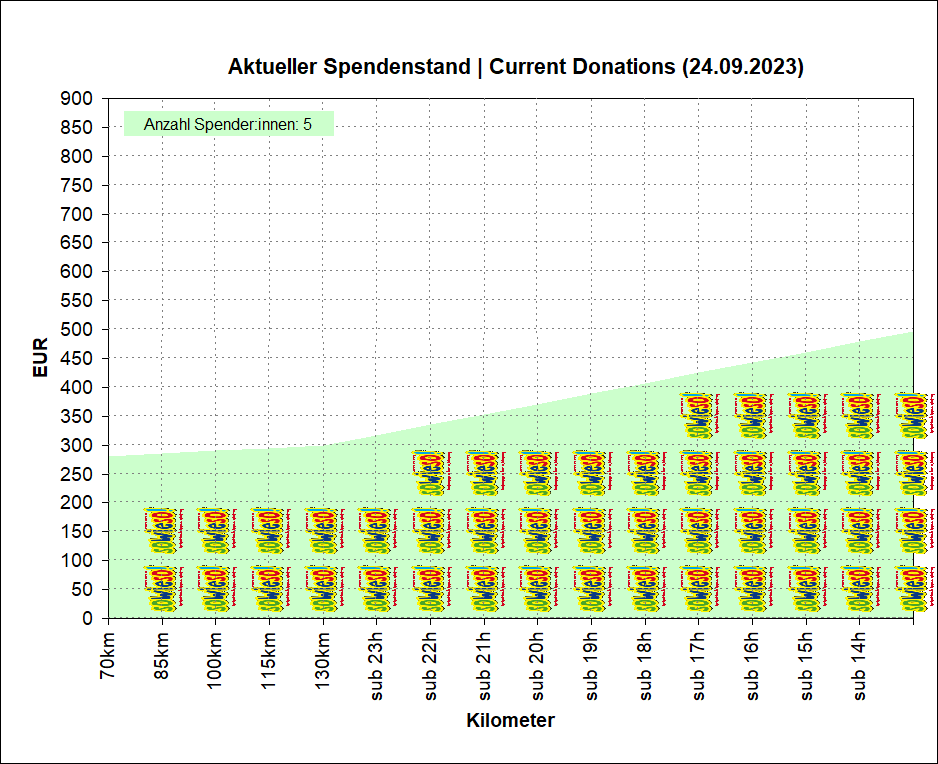 Aktueller Spendenstand | Current Donations (24.09.2023)
Anzahl Spender:innen: 5
900
850
800
750
700
650
600
550
500
450
400
350
300
250
200
150
100
50
0
EUR
70km
85km
100km
115km
130km
sub 23h
sub 22h
sub 21h
sub 20h
sub 19h
sub 18h
sub 17h
sub 16h
sub 15h
sub 14h
Kilometer